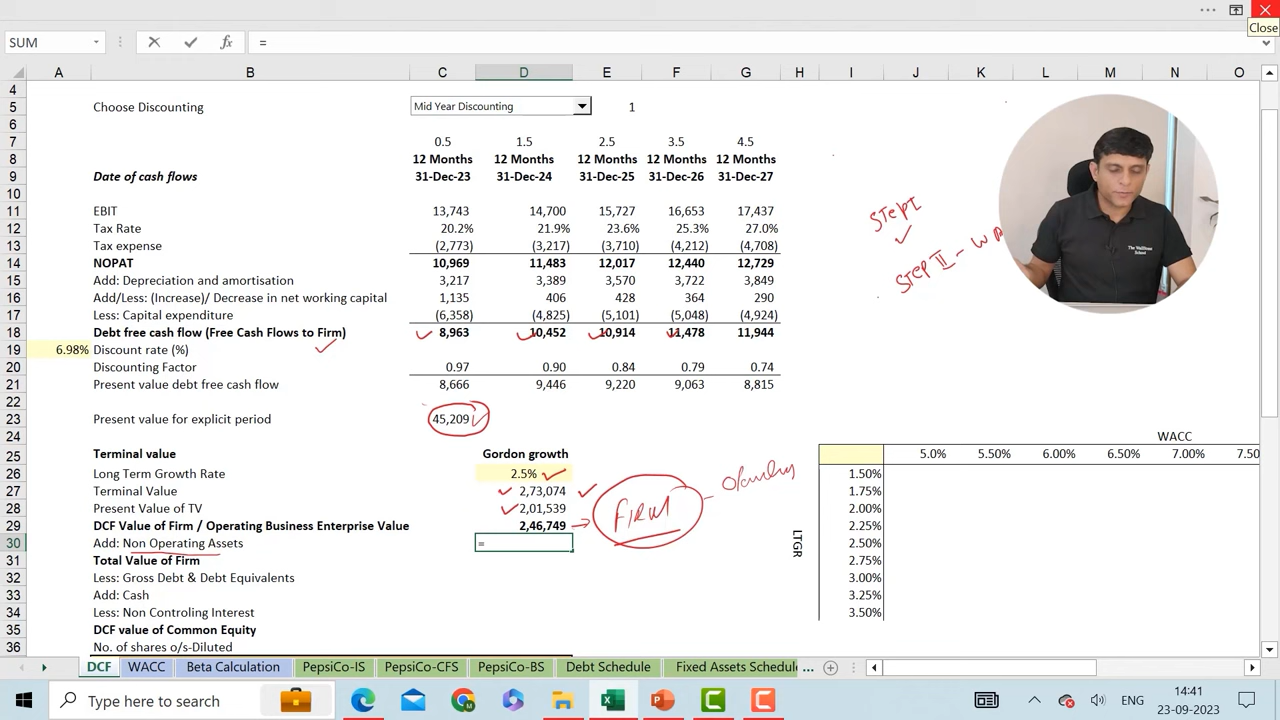 Close
SUM
=
A B C D E F G H I J K L M N O
4
5 Choose Discounting Mid Year Discounting 1
6
7 0.5 1.5 2.5 3.5 4.5
8 12 Months 12 Months 12 Months 12 Months 12 Months
9 Date of cash flows 31-Dec-23 31-Dec-24 31-Dec-25 31-Dec-26 31-Dec-27
10
11 EBIT 13,743 14,700 15,727 16,653 17,437
12 Tax Rate 20.2% 21.9% 23.6% 25.3% 27.0%
13 Tax expense (2,773) (3,217) (3,710) (4,212) (4,708)
14 NOPAT 10,969 11,483 12,017 12,440 12,729
15 Add: Depreciation and amortisation 3,217 3,389 3,570 3,722 3,849
16 Add/Less: (Increase)/ Decrease in net working capital 1,135 406 428 364 290
17 Less: Capital expenditure (6,358) (4,825) (5,101) (5,048) (4,924)
18 Debt free cash flow (Free Cash Flows to Firm) 8,963 10,452 10,914 11,478 11,944
19 6.98% Discount rate (%)
20 Discounting Factor 0.97 0.90 0.84 0.79 0.74
21 Present value debt free cash flow 8,666 9,446 9,220 9,063 8,815
22
23 Present value for explicit period 45,209
24 WACC
25 Terminal value Gordon growth 5.0% 5.50% 6.00% 6.50% 7.00% 7.50
26 Long Term Growth Rate 2.5% 1.50%
27 Terminal Value 2,73,074 1.75%
28 Present Value of TV 2,01,539 2.00%
29 DCF Value of Firm / Operating Business Enterprise Value 2,46,749 2.25%
30 Add: Non Operating Assets = 2.50%
31 Total Value of Firm 2.75%
32 Less: Gross Debt & Debt Equivalents 3.00%
33 Add: Cash 3.25%
34 Less: Non Controling Interest 3.50%
35 DCF value of Common Equity
36 No. of shares o/s-Diluted
LTGR
STEP I
STEP II - WA
FIRM
The WallStreet
School
DCF WACC Beta Calculation PepsiCo-IS PepsiCo-CFS PepsiCo-BS Debt Schedule Fixed Assets Schedul ...
Type here to search
ENG
14:41
23-09-2023